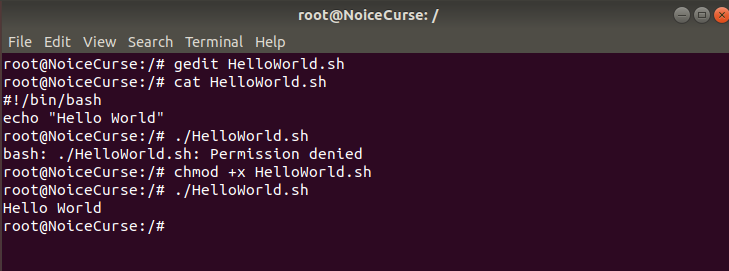 root@NoiceCurse: /
File Edit View Search Terminal Help
root@NoiceCurse:/# gedit HelloWorld.sh
root@NoiceCurse:/# cat HelloWorld.sh
#!/bin/bash
echo "Hello World"
root@NoiceCurse:/# ./HelloWorld.sh
bash: ./HelloWorld.sh: Permission denied
root@NoiceCurse:/# chmod +x HelloWorld.sh
root@NoiceCurse:/# ./HelloWorld.sh
Hello World
root@NoiceCurse:/#